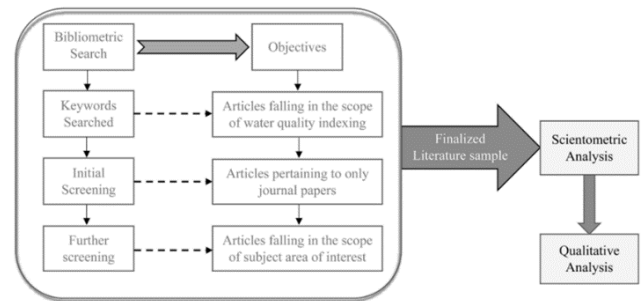 Bibliometric
Search
Objectives
Keywords
Searched
Articles falling in the scope
of water quality indexing
Initial
Screening
Articles pertaining to only
journal papers
Further
screening
Articles falling in the scope
of subject area of interest
Finalized
Literature sample
Scientometric
Analysis
Qualitative
Analysis